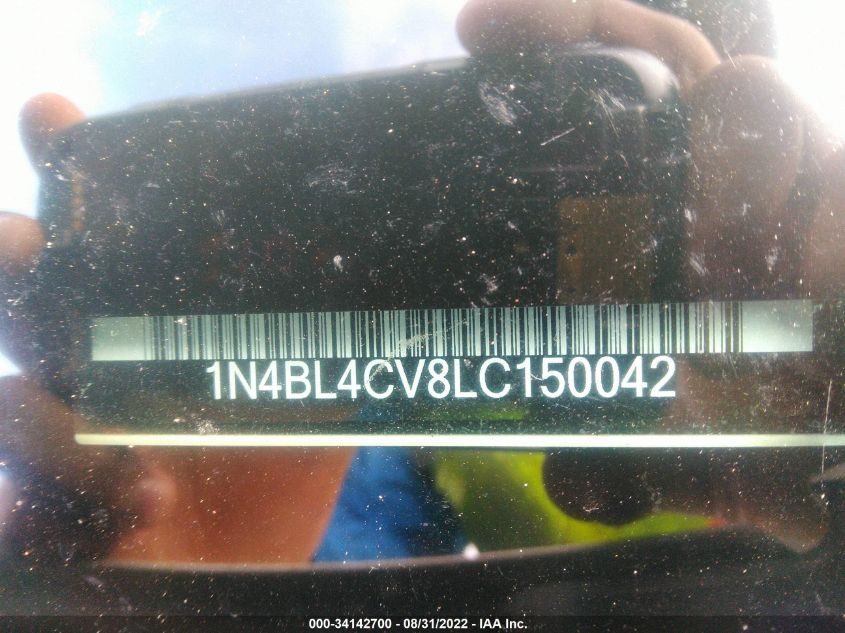 1N4BL4CV8LC150042
000-34142700 - 08/31/2022 - IAA Inc.